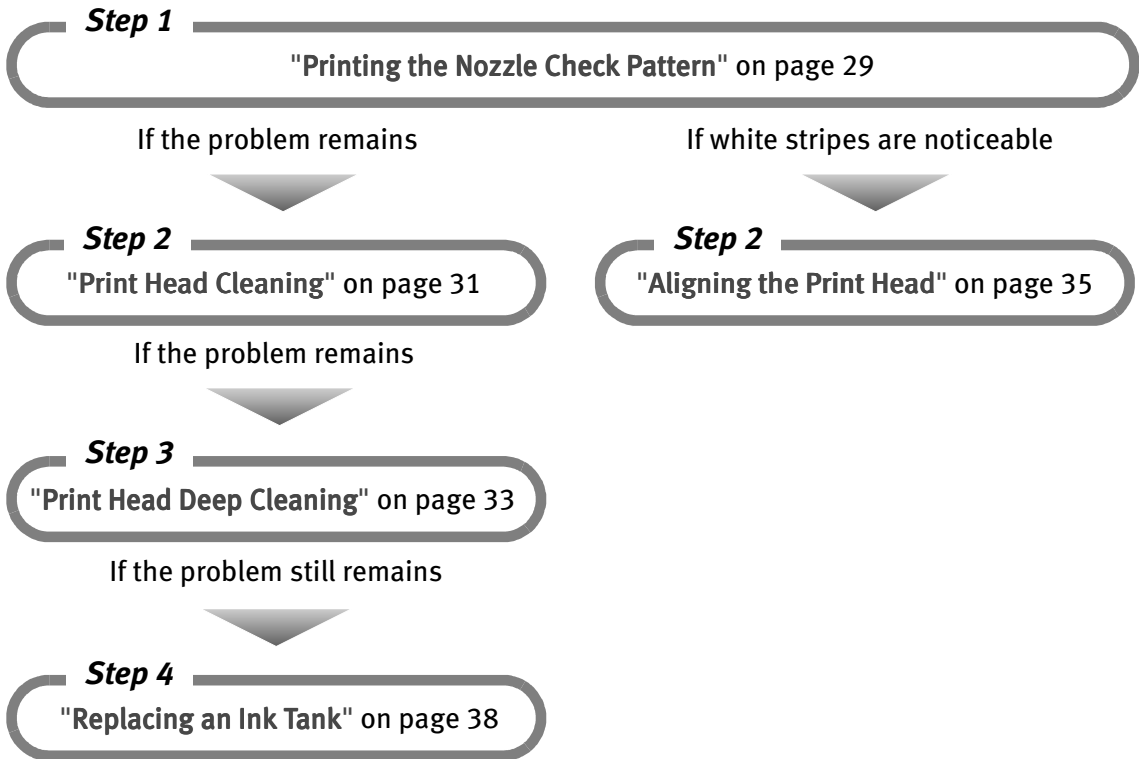 Step 1
"Printing the Nozzle Check Pattern" on page 29
If the problem remains
If white stripes are noticeable
Step 2
"Print Head Cleaning" on page 31
Step 2
"Aligning the Print Head" on page 35
If the problem remains
Step 3
"Print Head Deep Cleaning" on page 33
If the problem still remains
Step 4
"Replacing an Ink Tank" on page 38